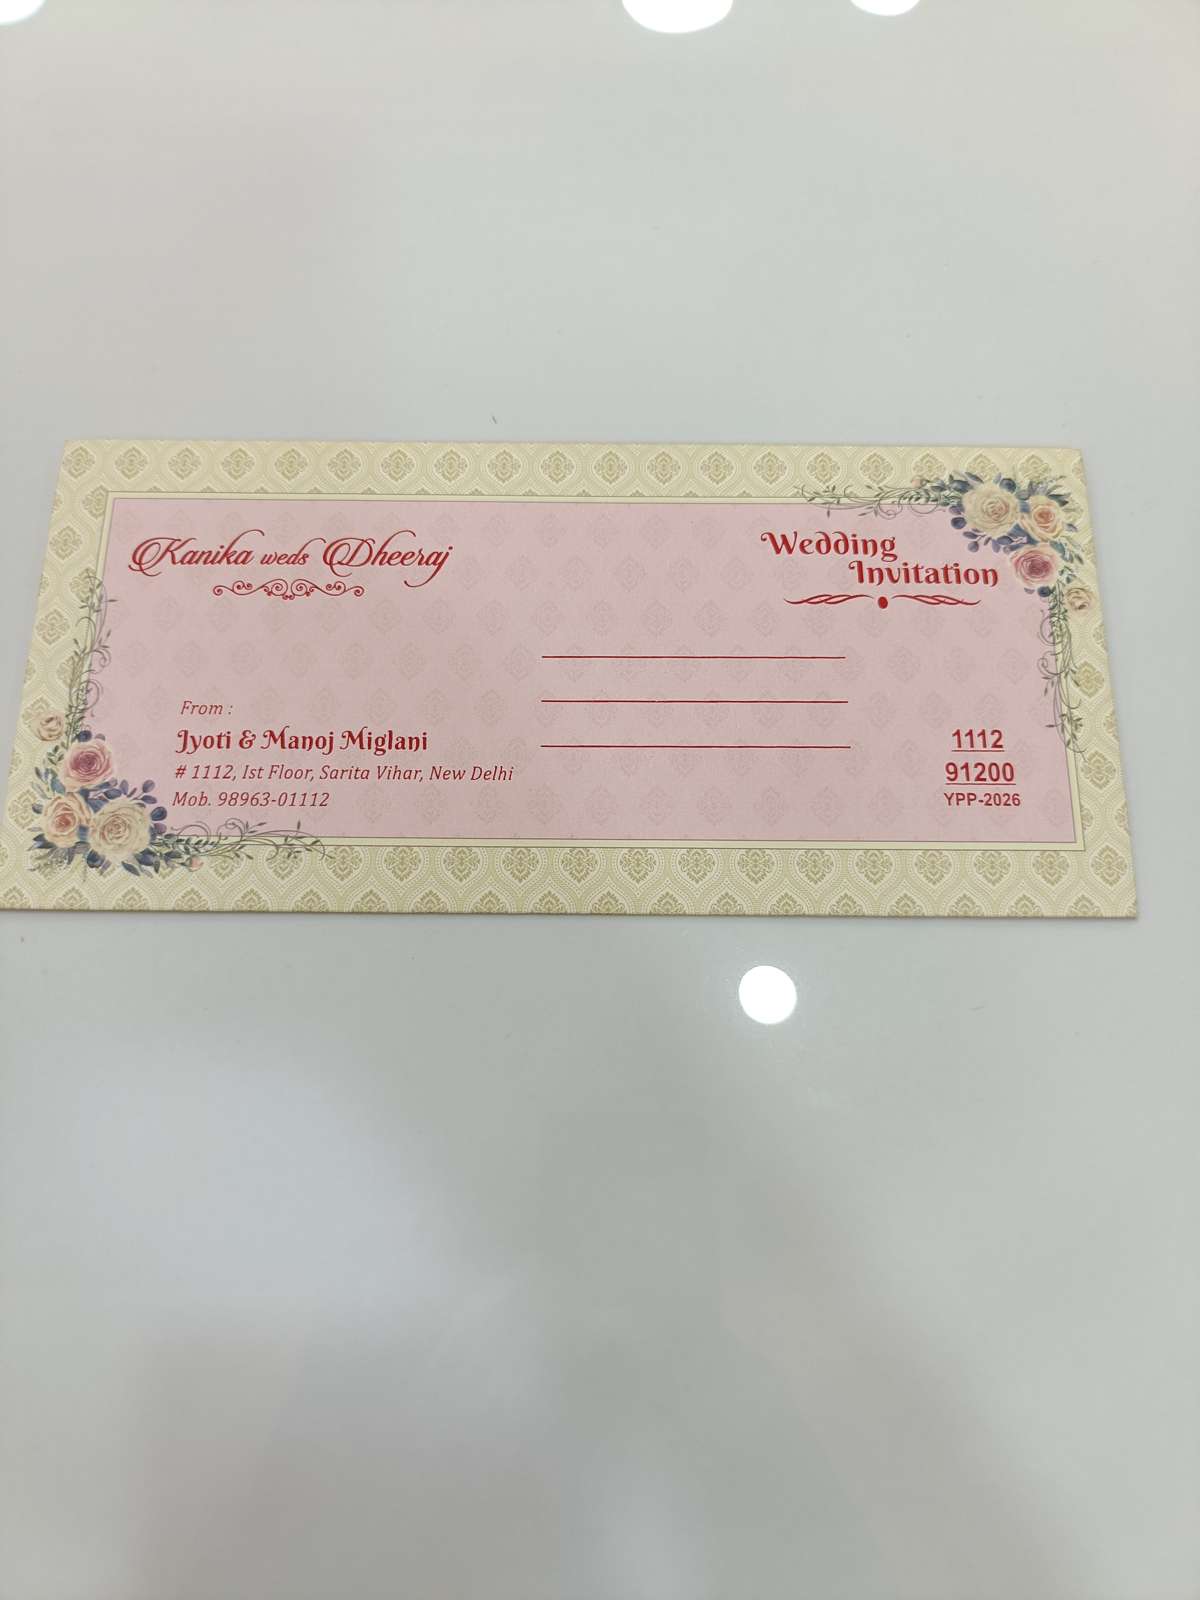 Kanika weds Dheeraj
Wedding
Invitation
From :
Jyoti & Manoj Miglani
# 1112, Ist Floor, Sarita Vihar, New Delhi
Mob. 98963-01112
1112
91200
YPP-2026